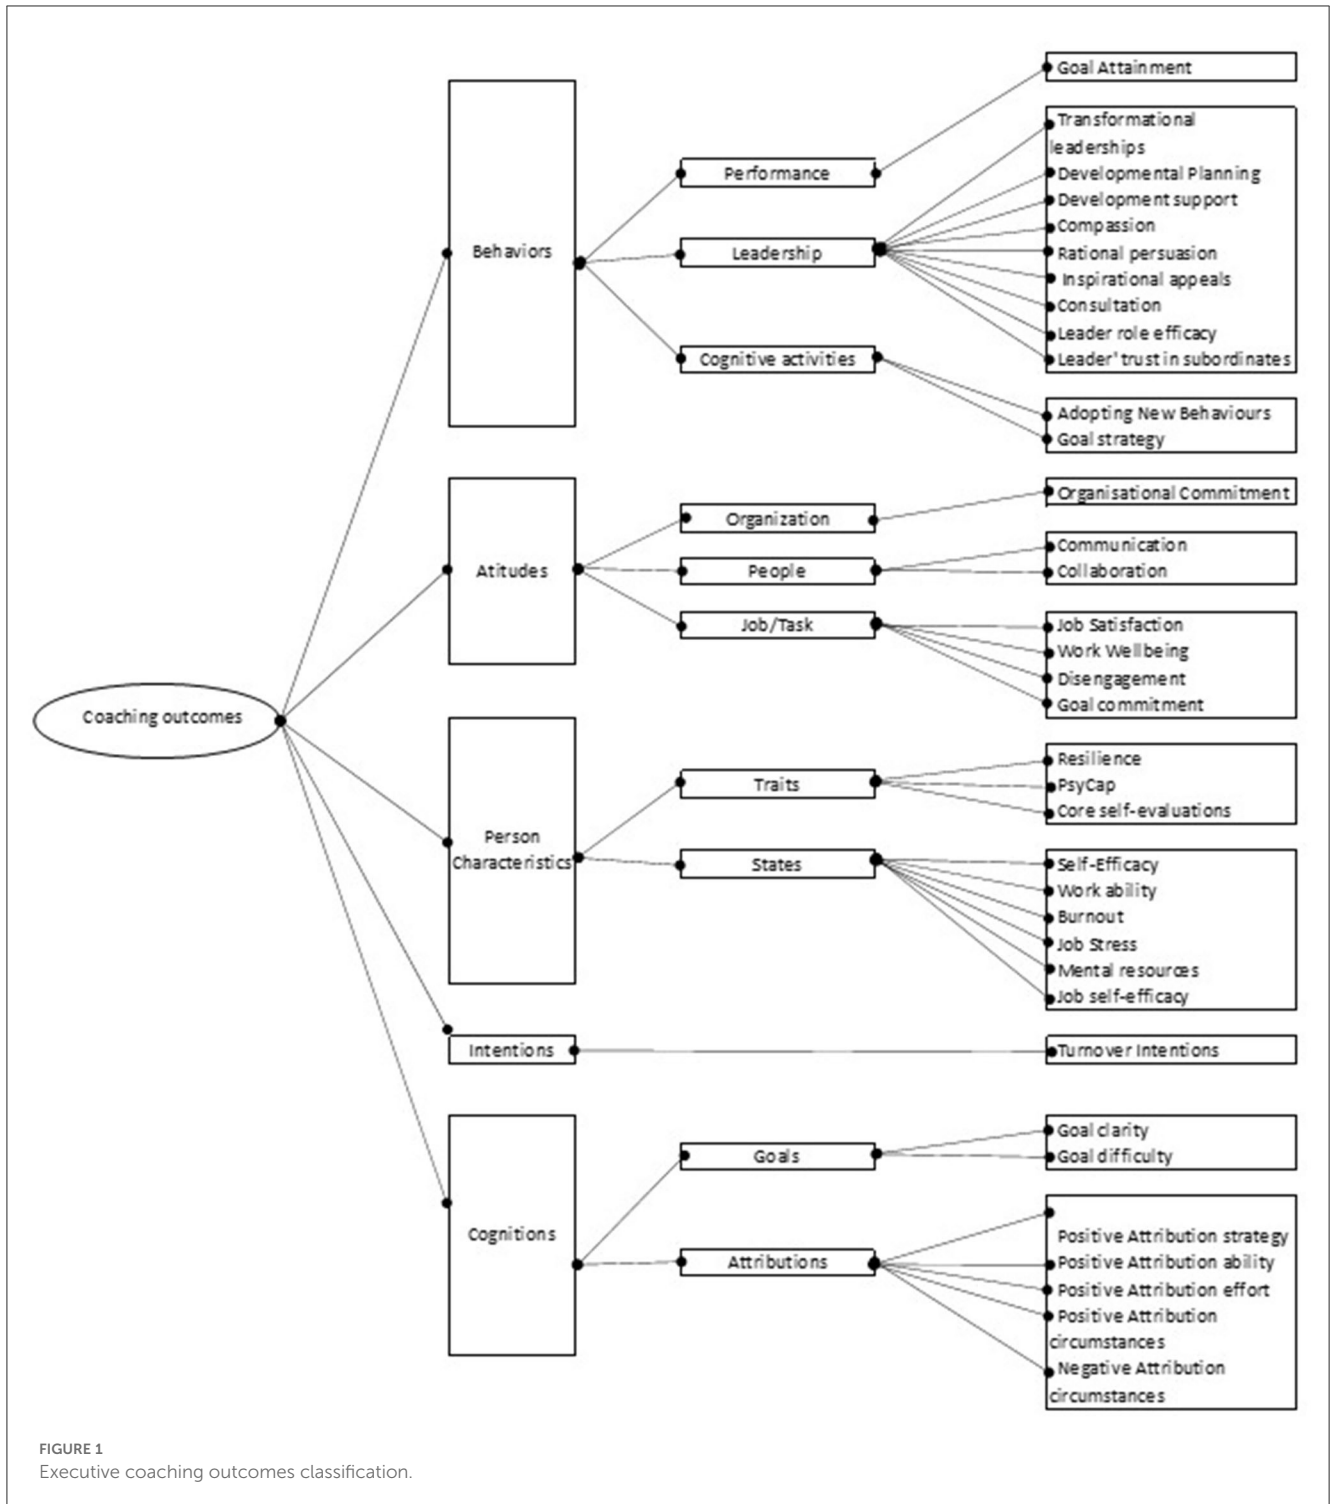 Coaching outcomes
Behaviors
Performance
Goal Attainment
Leadership
Transformational
leaderships
Developmental Planning
Development support
Compassion
Rational persuasion
Inspirational appeals
Consultation
Leader role efficacy
Leader' trust in subordinates
Cognitive activities
Adopting New Behaviours
Goal strategy
Atitudes
Organization
Organisational Commitment
People
Communication
Collaboration
Job/Task
Job Satisfaction
Work Wellbeing
Disengagement
Goal commitment
Person
Characteristics
Traits
Resilience
PsyCap
Core self-evaluations
States
Self-Efficacy
Work ability
Burnout
Job Stress
Mental resources
Job self-efficacy
Intentions
Turnover Intentions
Cognitions
Goals
Goal clarity
Goal difficulty
Attributions
Positive Attribution strategy
Positive Attribution ability
Positive Attribution effort
Positive Attribution
circumstances
Negative Attribution
circumstances
FIGURE 1
Executive coaching outcomes classification.